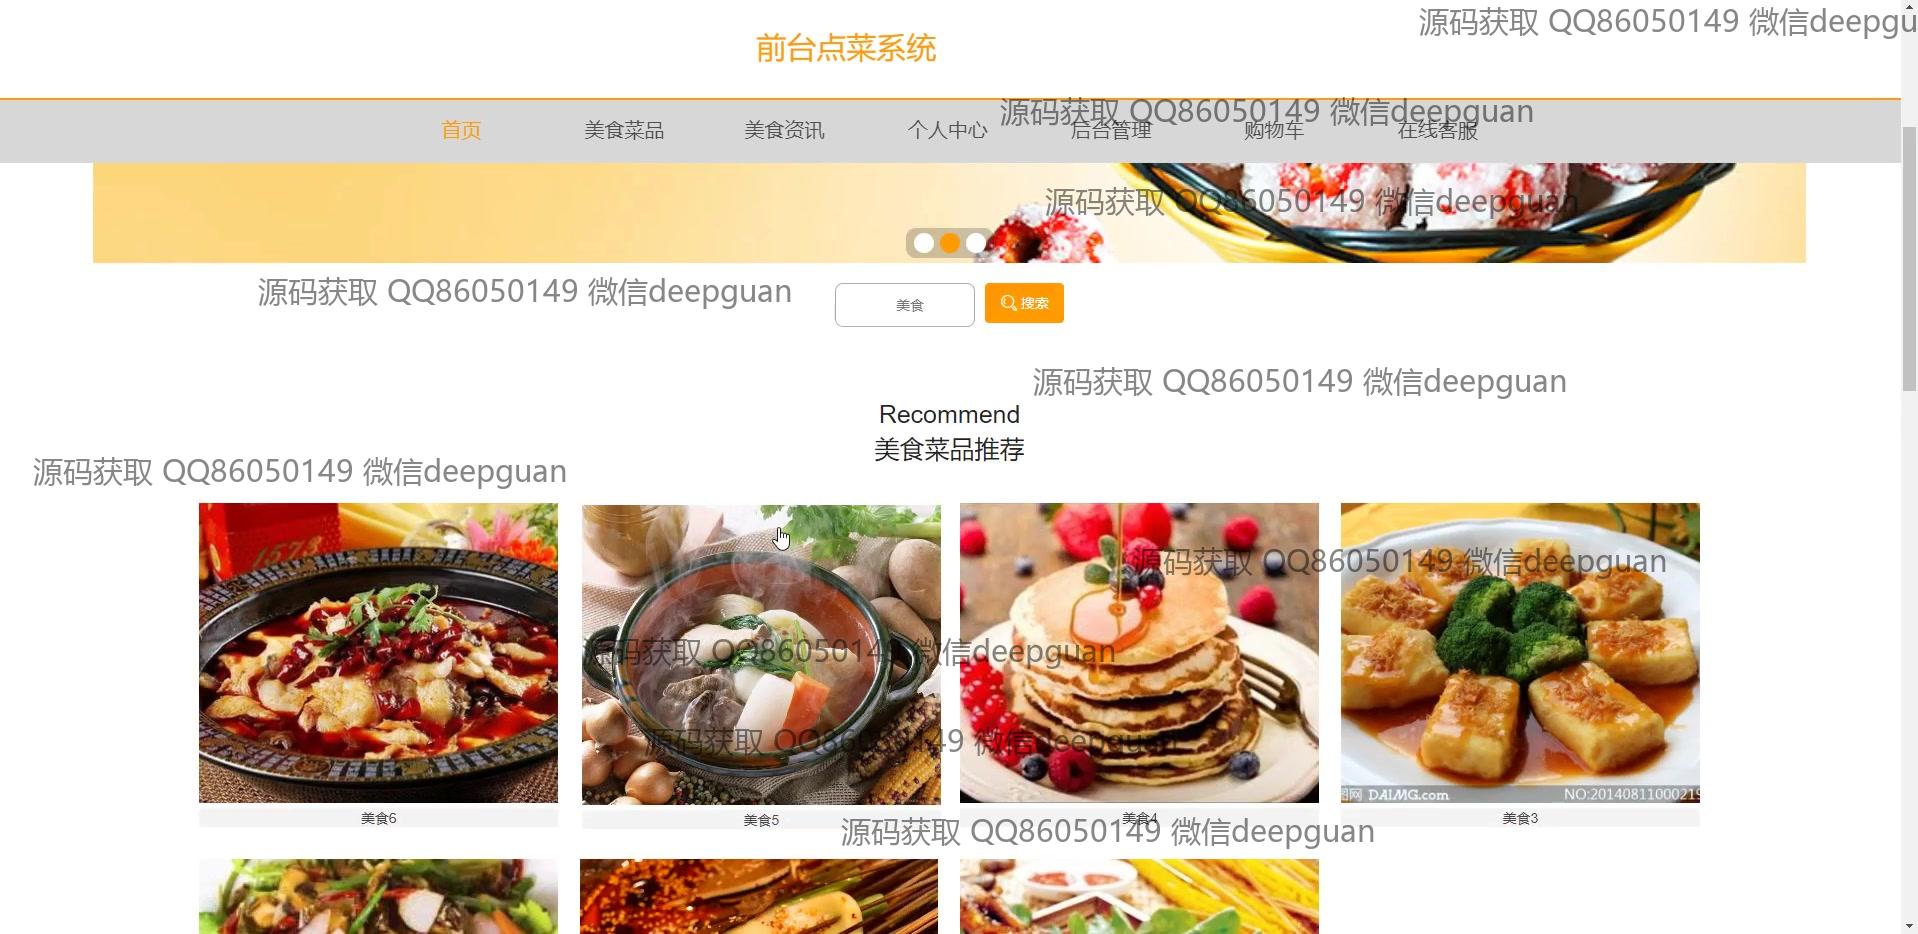 源码获取 QQ86050149 微信deepgu
前台点菜系统
源码获取 QQ86050149 微信deepguan
首页 美食菜品 美食资讯 个人中心 后台管理 购物车 在线客服
源码获取 QQ86050149 微信deepguan
源码获取 QQ86050149 微信deepguan
美食 搜索
源码获取 QQ86050149 微信deepguan
Recommend
美食菜品推荐
源码获取 QQ86050149 微信deepguan
1573
源码获取 QQ86050149 微信deepguan
源码获取 QQ86050149 微信deepguan
源码获取 QQ86050149 微信deepguan
图网 DAIMG.com NO:20140811000219
美食6 美食5 美食4 美食3
源码获取 QQ86050149 微信deepguan